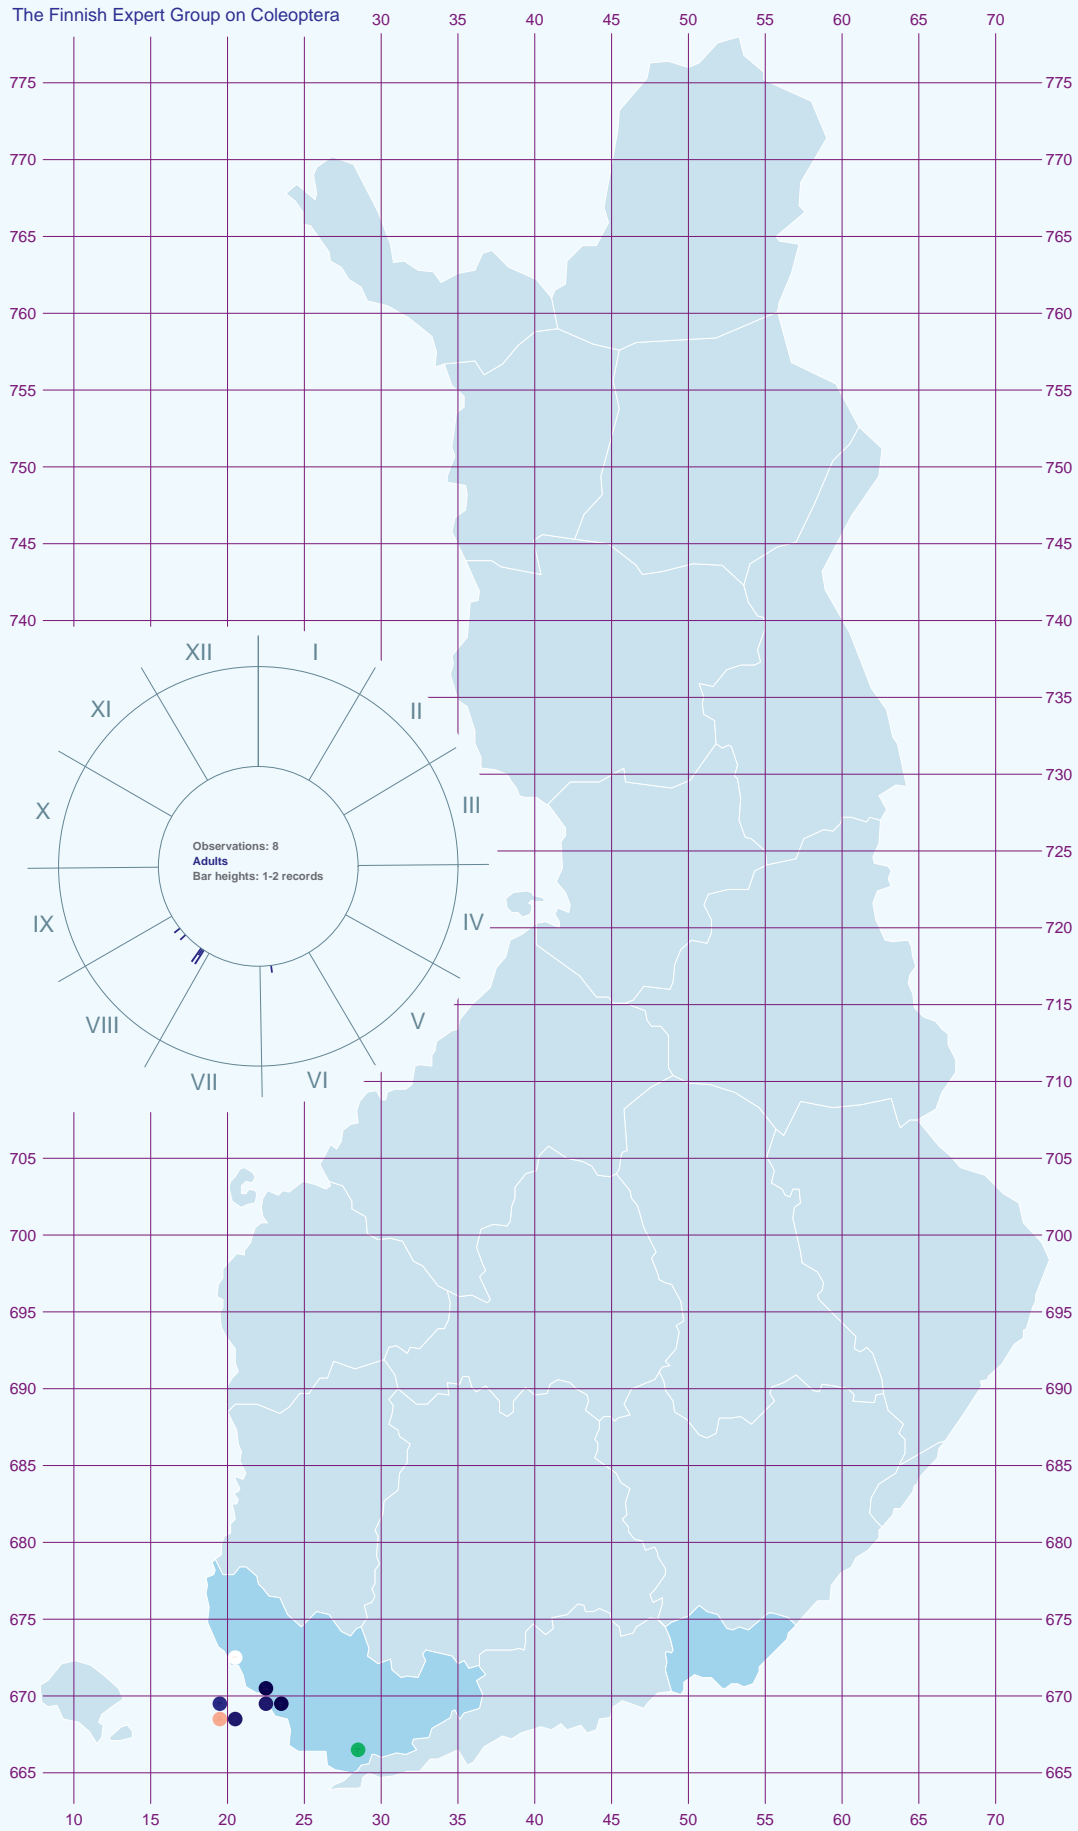 The Finnish Expert Group on Coleoptera
30 45 50 55 60 65 70
775 775
770 770
765 765
760 760
755 755
750 750
745 745
740 740
XII I
XI II
735
730
X III
725
Observations: 8
Adults
Bar heights: 1-2 records
IX IV
720
VIII V
715
VII VI
710
705 705
700 700
695 695
690 690
685 685
680 680
675 675
670 670
665 665
10 15 20 25 30 35 40 45 50 55 60 65 70